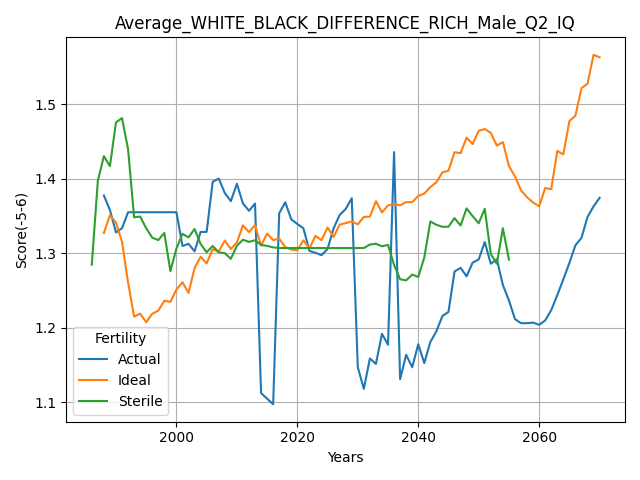 Average_WHITE_BLACK_DIFFERENCE_RICH_Male_Q2_IQ
Score(-5-6)
1.5
1.4
1.3
1.2
1.1
Fertility
Actual
Ideal
Sterile
2000
2020
2040
2060
Years